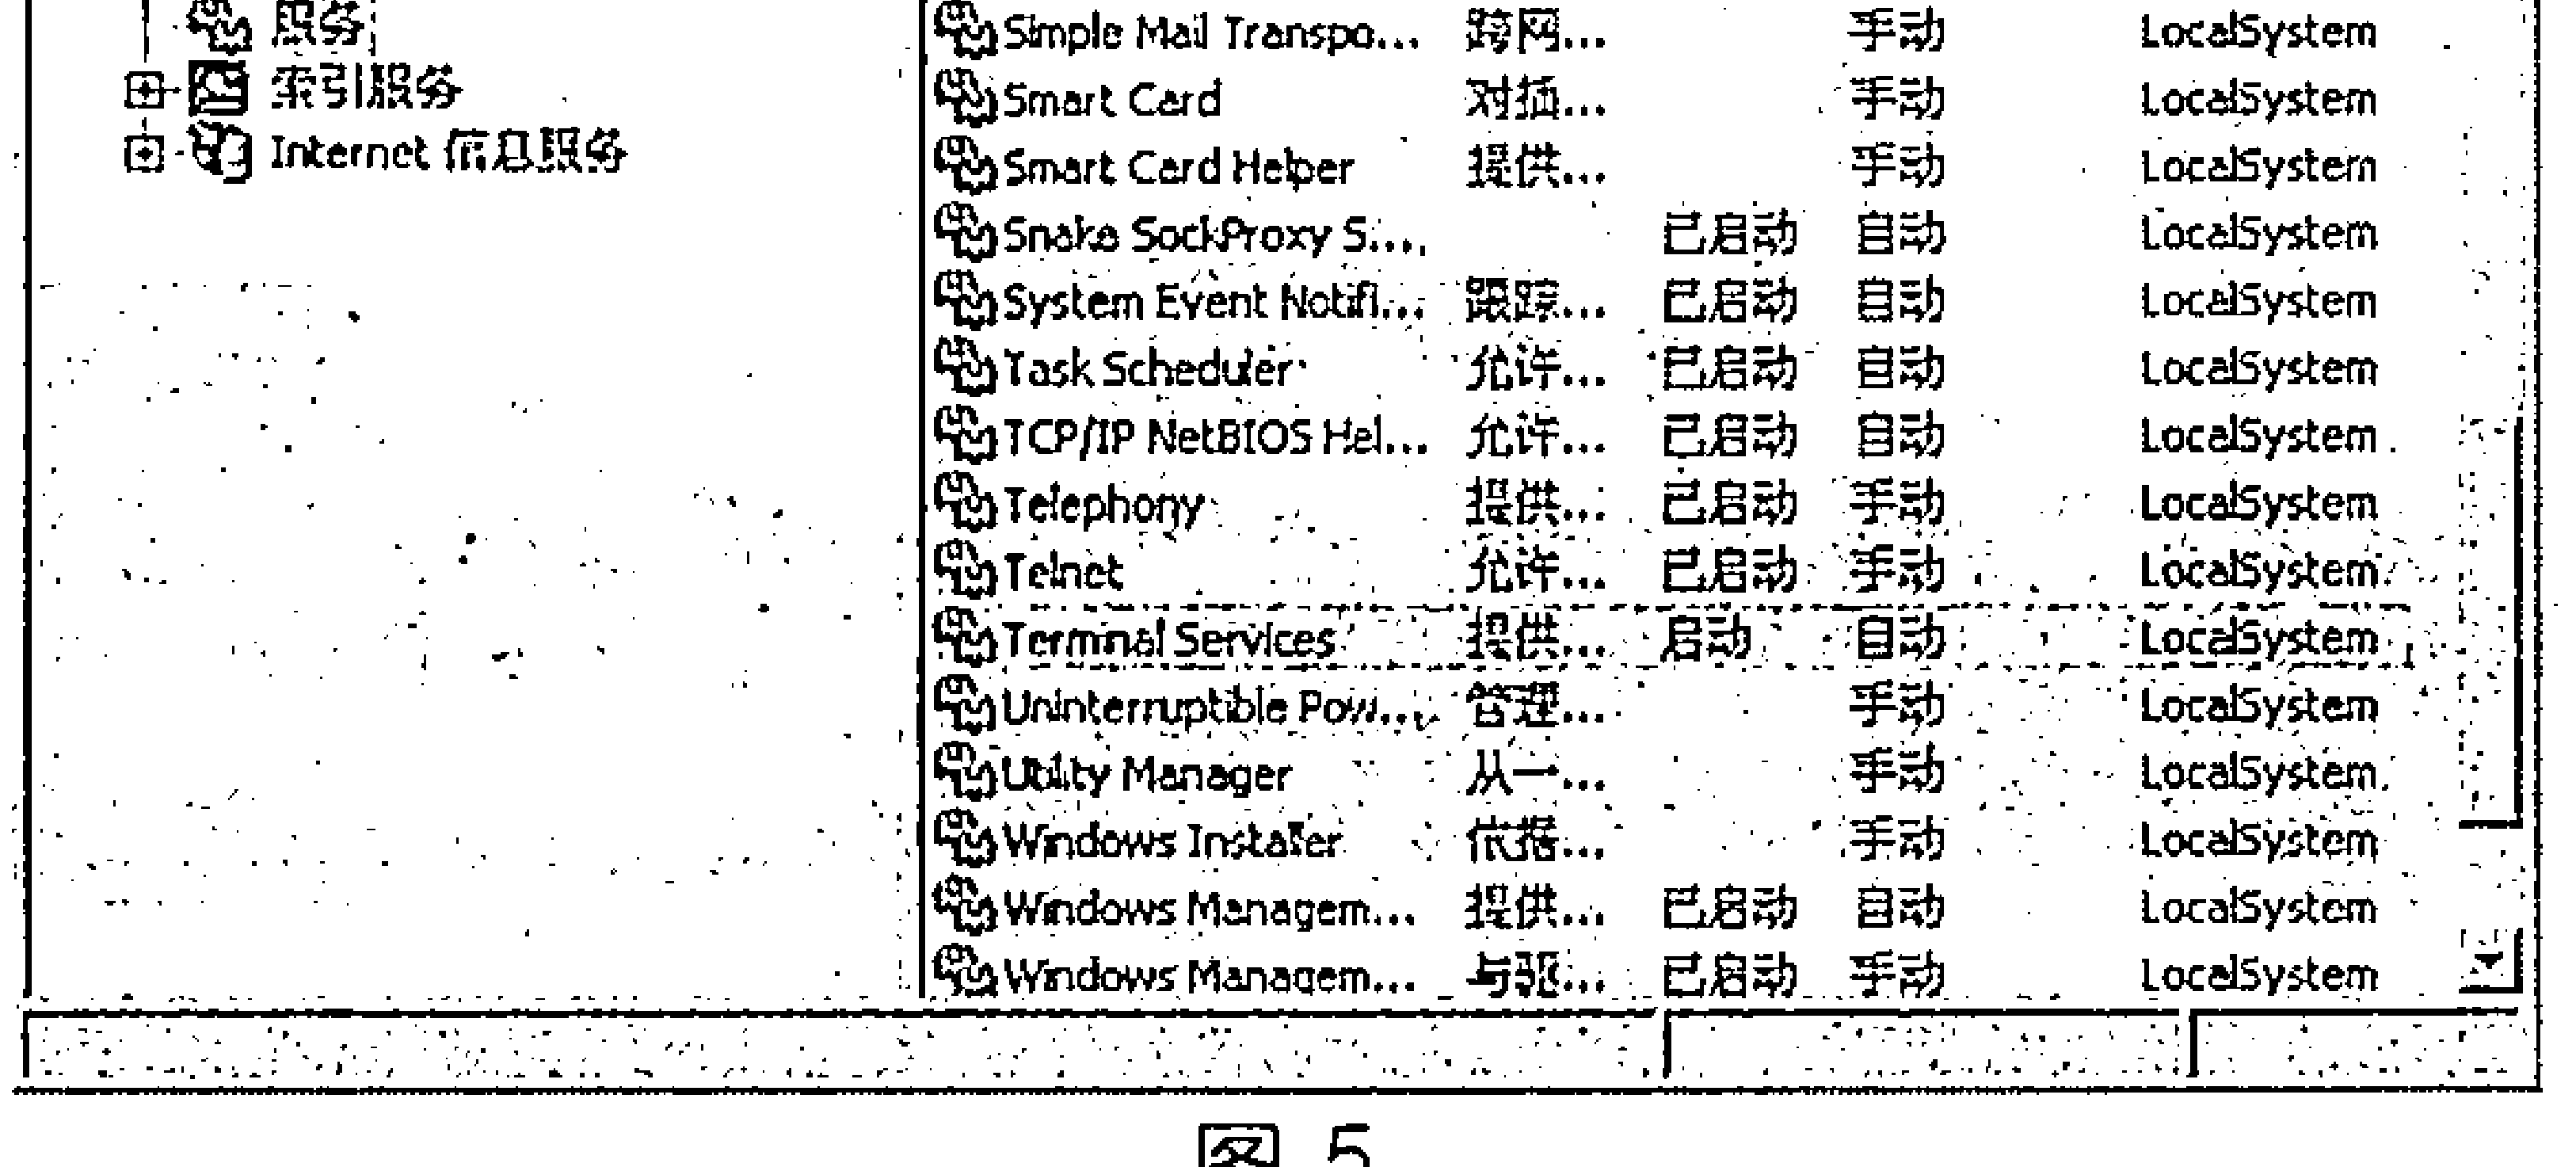 服务
索引服务
Internet 信息服务
Simple Mail Transpo... 跨网... 手动 LocalSystem
Smart Card 对插... 手动 LocalSystem
Smart Card Helper 提供... 手动 LocalSystem
Snake SockProxy S... 已启动 自动 LocalSystem
System Event Notifi... 跟踪... 已启动 自动 LocalSystem
Task Scheduler 允许... 已启动 自动 LocalSystem
TCP/IP NetBIOS Hel... 允许... 已启动 自动 LocalSystem
Telephony 提供... 已启动 手动 LocalSystem
Telnet 允许... 已启动 手动 LocalSystem
Terminal Services 提供... 启动 自动 LocalSystem
Uninterruptible Pow... 管理... 手动 LocalSystem
Utility Manager 从一... 手动 LocalSystem
Windows Installer 依据... 手动 LocalSystem
Windows Managem... 提供... 已启动 自动 LocalSystem
Windows Managem... 与驱... 已启动 手动 LocalSystem
图 5